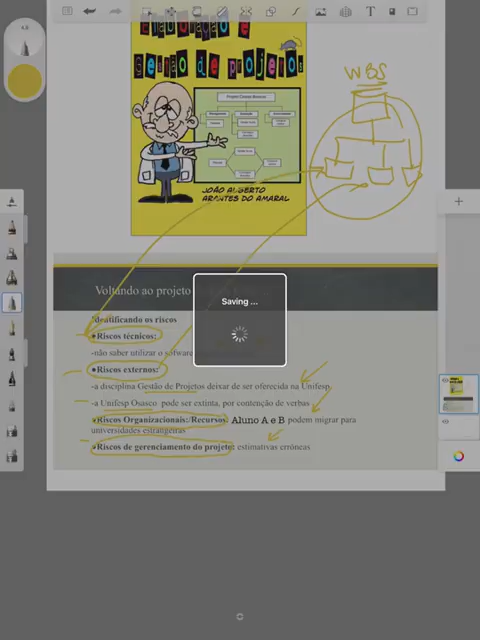 Elaboração e
Gestão de projetos
WBS
JOÃO ALBERTO
ARANTES DO AMARAL
Voltando ao projeto
Identificando os riscos
•Riscos técnicos:
-não saber utilizar o software
•Riscos externos:
-a disciplina Gestão de Projetos deixar de ser oferecida na Unifesp
-a Unifesp Osasco pode ser extinta, por contenção de verbas
•Riscos Organizacionais/Recursos: Aluno A e B podem migrar para
universidades estrangeiras
•Riscos de gerenciamento do projeto: estimativas errôneas
Saving ...